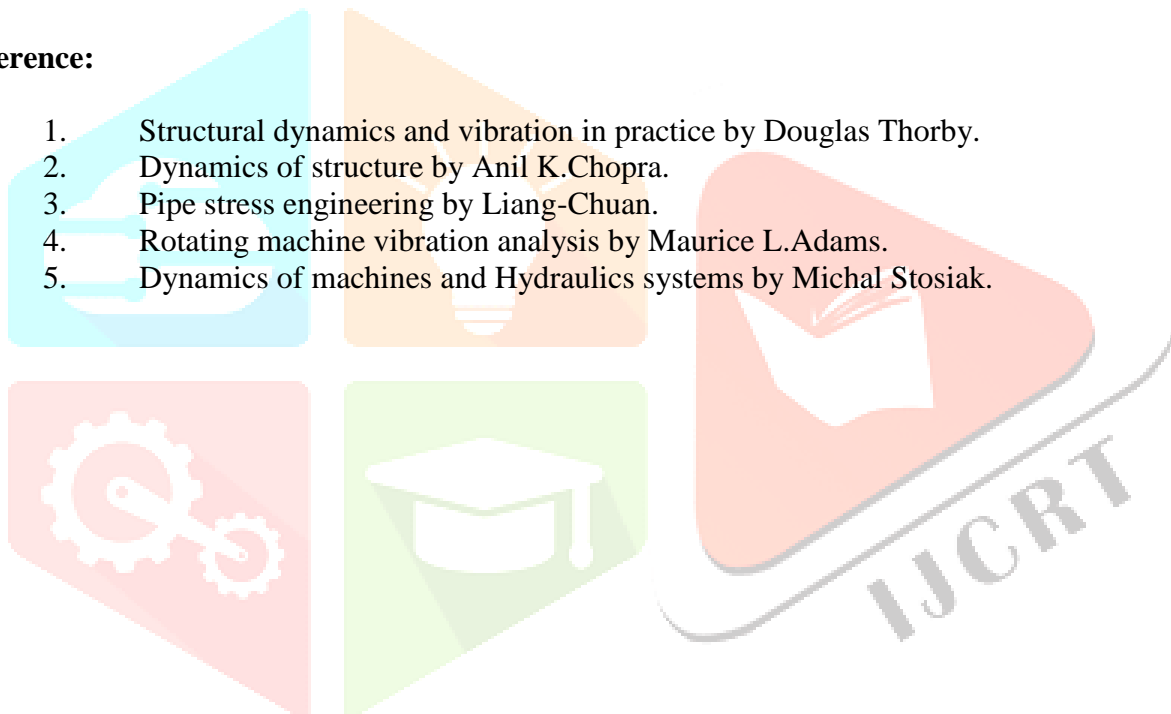 erence:
1. Structural dynamics and vibration in practice by Douglas Thorby.
2. Dynamics of structure by Anil K.Chopra.
3. Pipe stress engineering by Liang-Chuan.
4. Rotating machine vibration analysis by Maurice L.Adams.
5. Dynamics of machines and Hydraulics systems by Michal Stosiak.
IJCRT